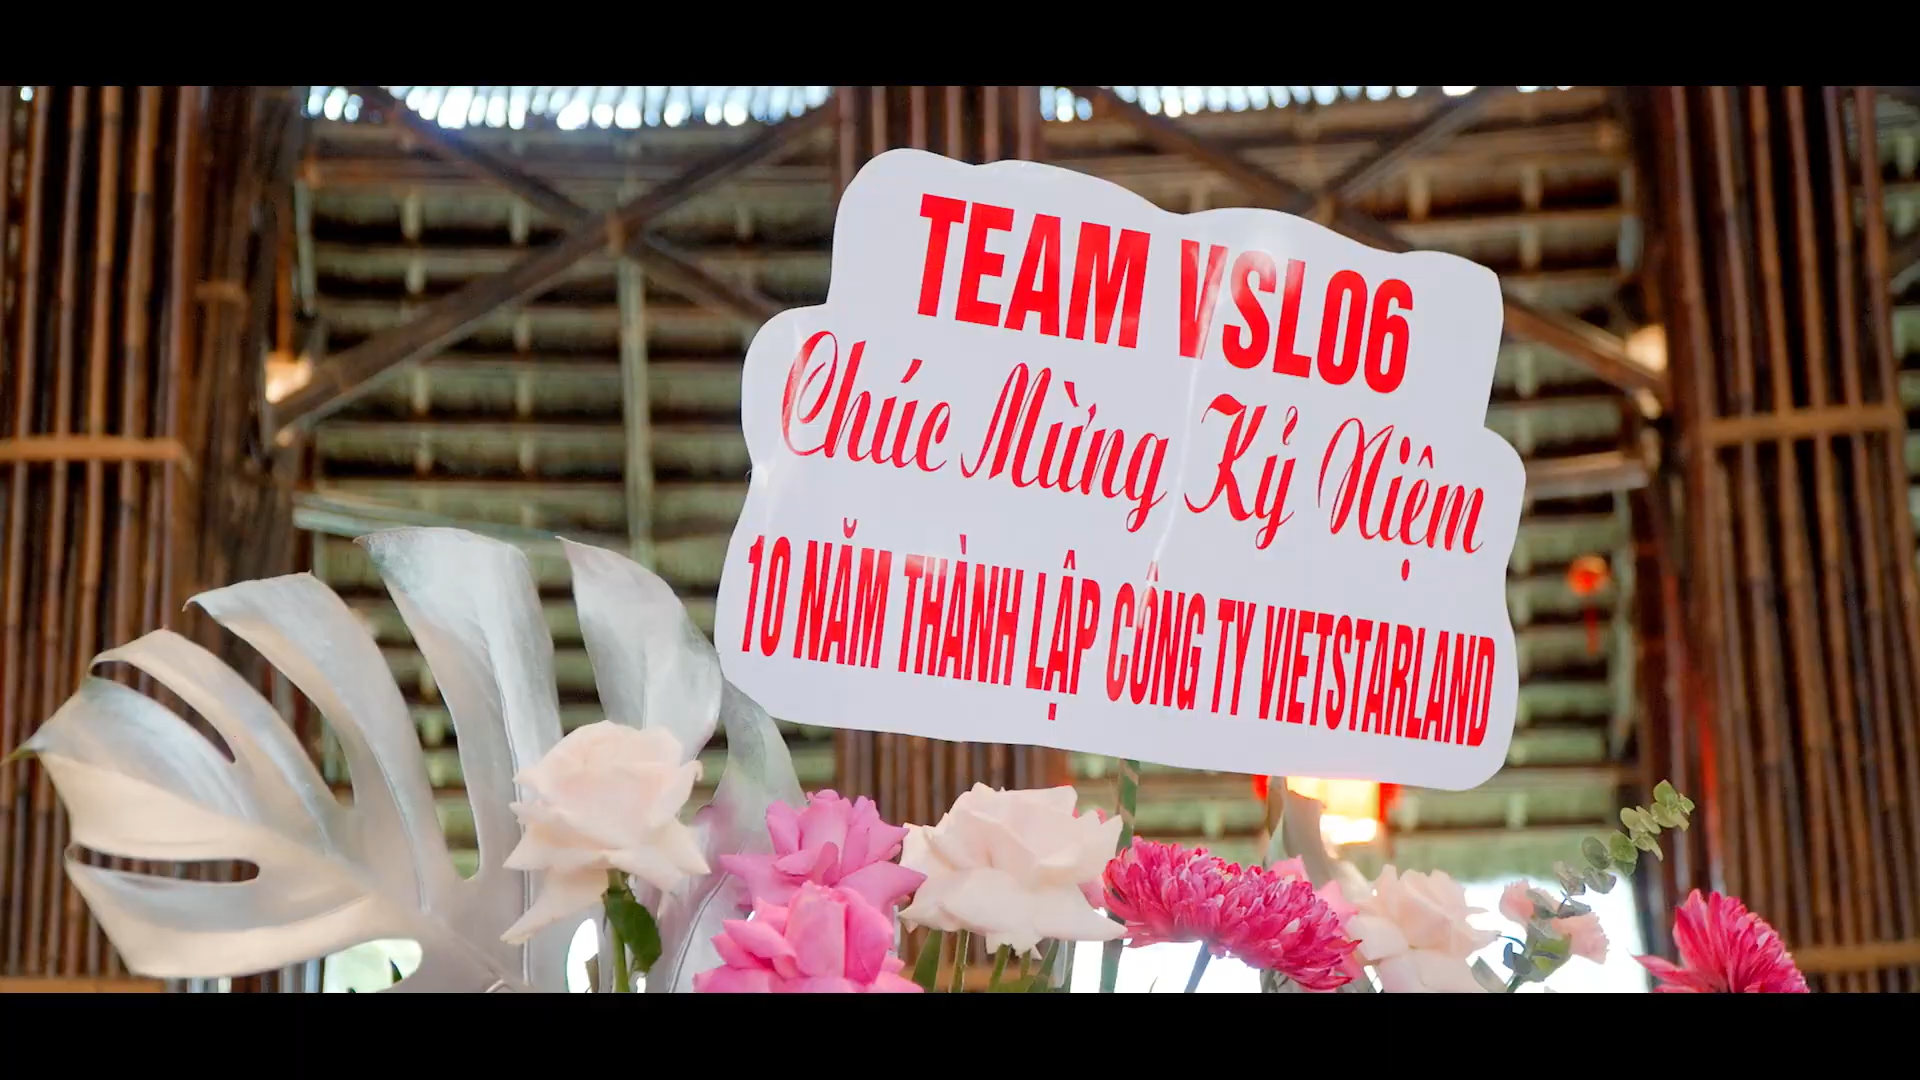 TEAM VSL06
Chúc Mừng Kỷ Niệm
10 NĂM THÀNH LẬP CÔNG TY VIETSTARLAND